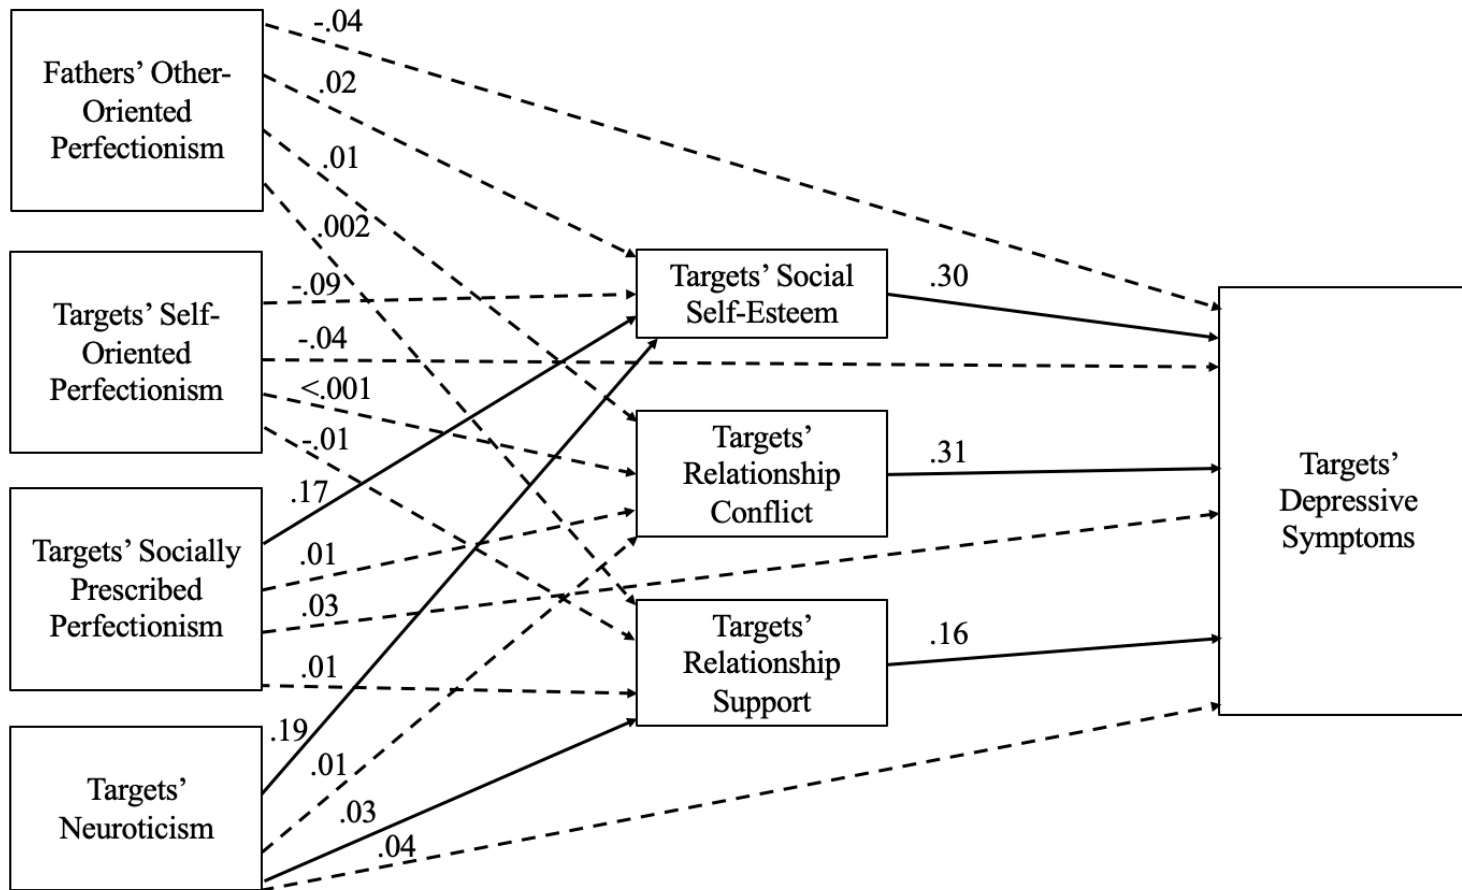 Fathers’ Other-
Oriented
Perfectionism
Targets’ Self-
Oriented
Perfectionism
Targets’ Socially
Prescribed
Perfectionism
Targets’
Neuroticism
-.04
.02
.01
.002
-.09
-.04
<.001
-.01
.17
.01
.03
.01
.19
.01
.03
.04
Targets’ Social
Self-Esteem
Targets’
Relationship
Conflict
Targets’
Relationship
Support
.30
.31
.16
Targets’
Depressive
Symptoms